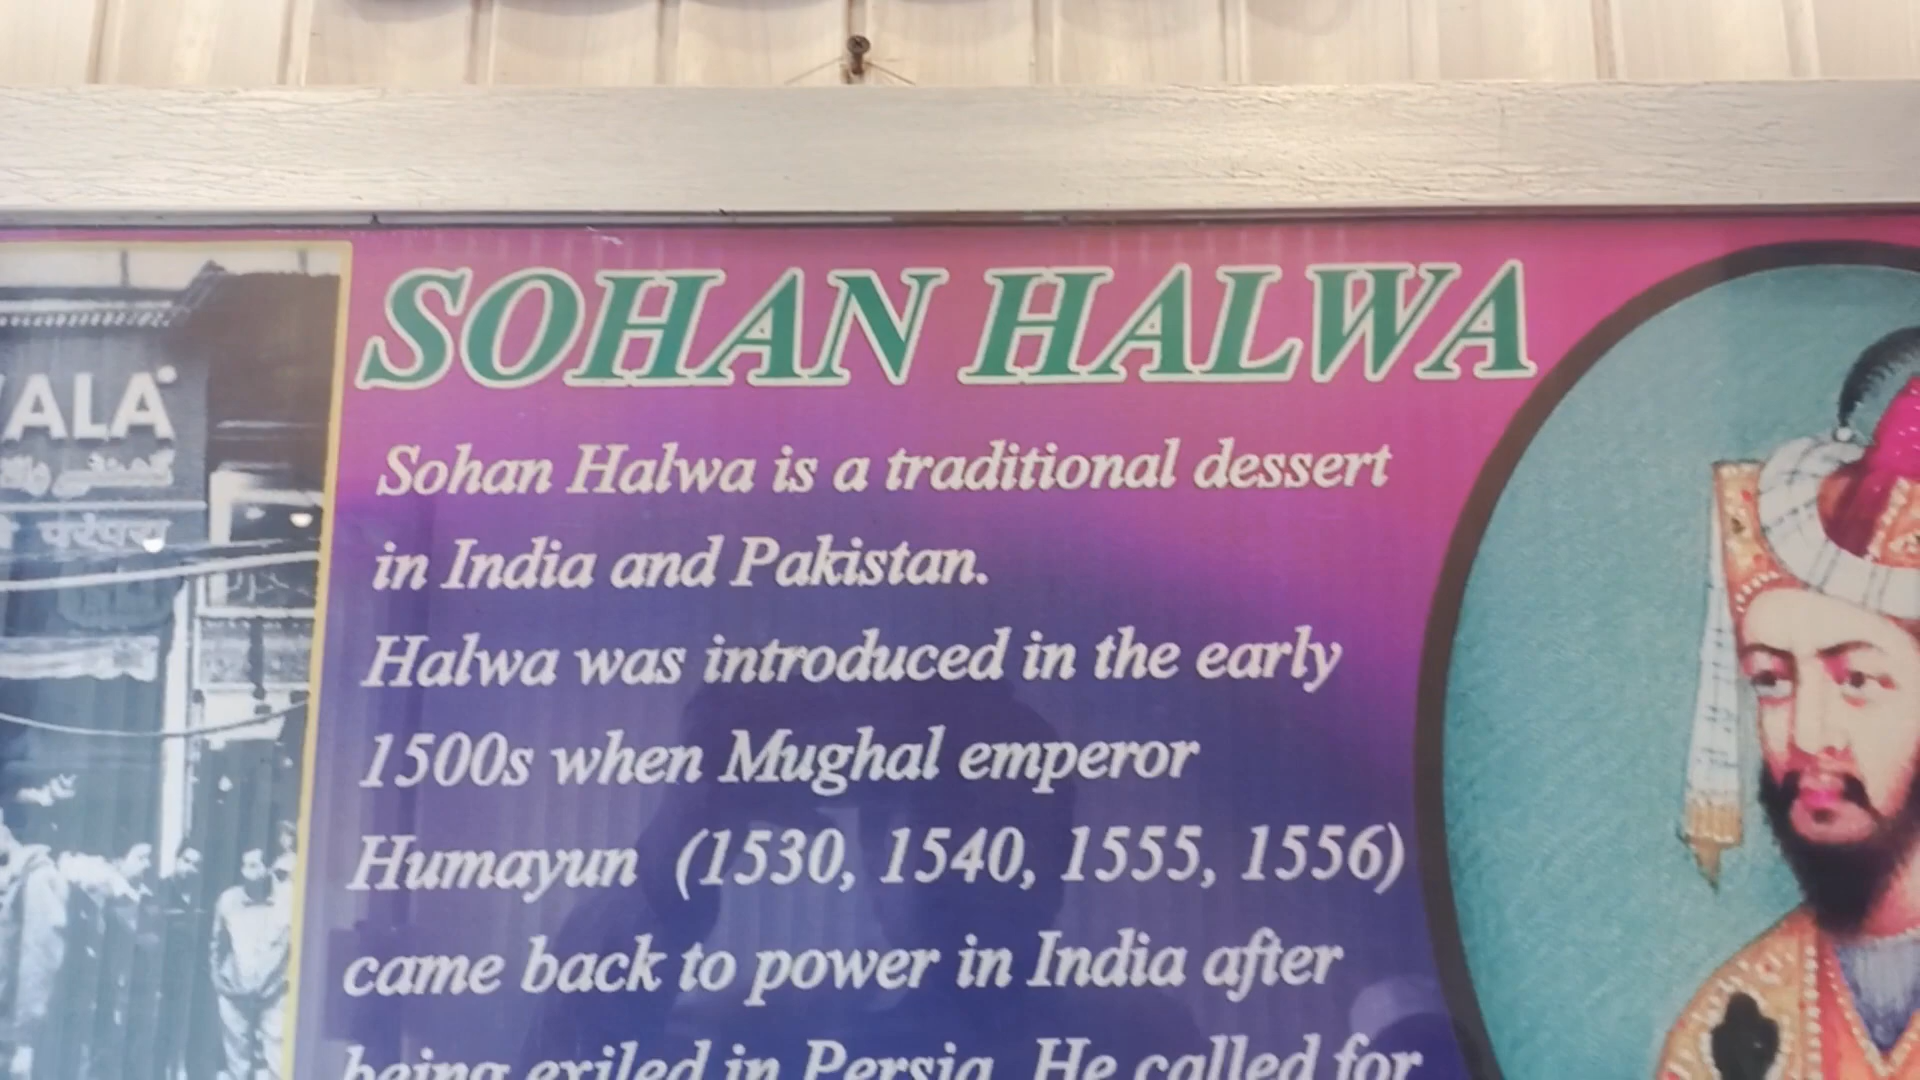 SOHAN HALWA
Sohan Halwa is a traditional dessert
in India and Pakistan.
Halwa was introduced in the early
1500s when Mughal emperor
Humayun (1530, 1540, 1555, 1556)
came back to power in India after
being exiled in Persia. He called for
ALA